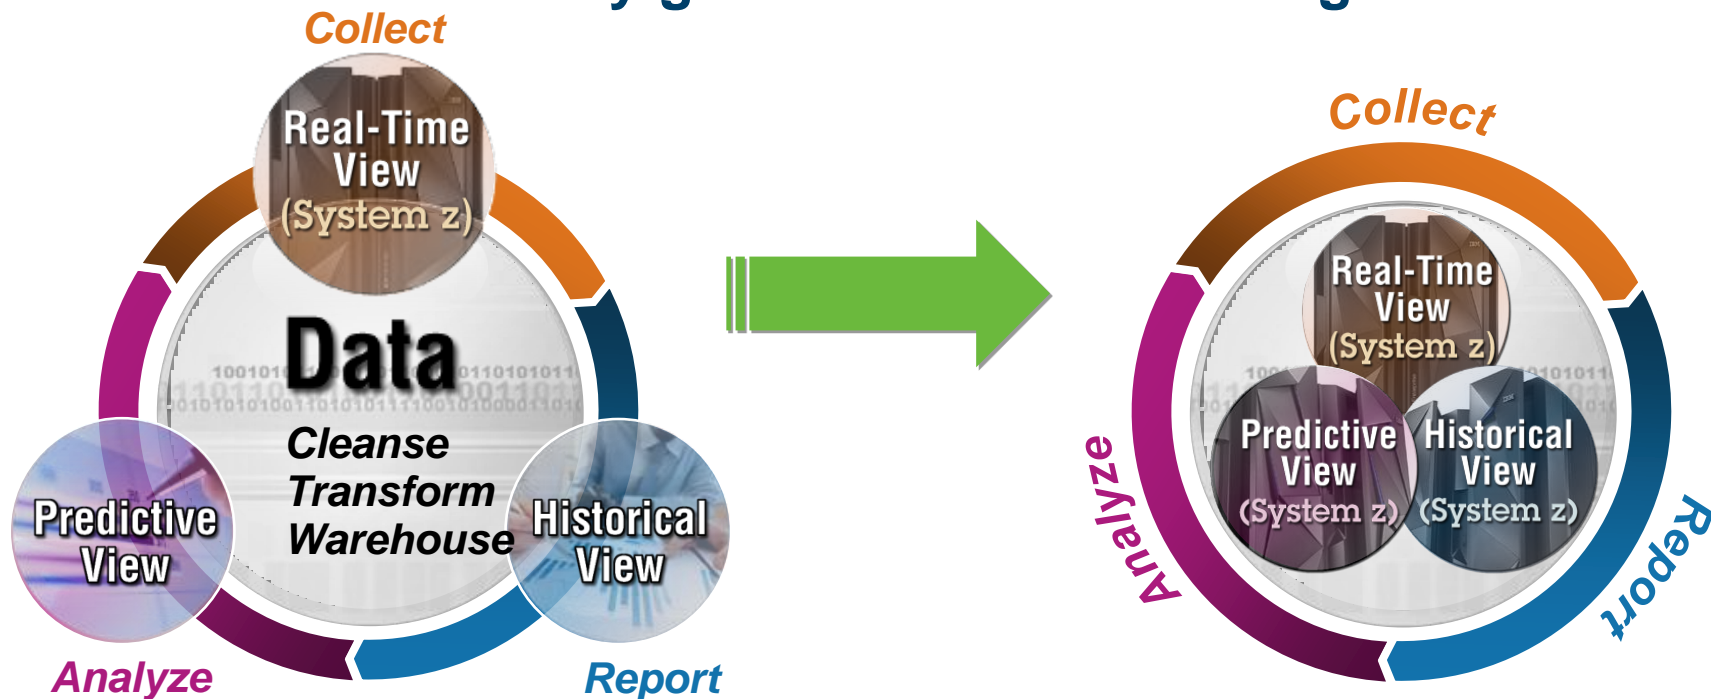 Collect
Real-Time
View
(System z)
Data
Cleanse
Transform
Warehouse
Predictive
View
Historical
View
Analyze
Report
Collect
Real-Time
View
(System z)
Predictive
View
(System z)
Historical
View
(System z)
Analyze
Report